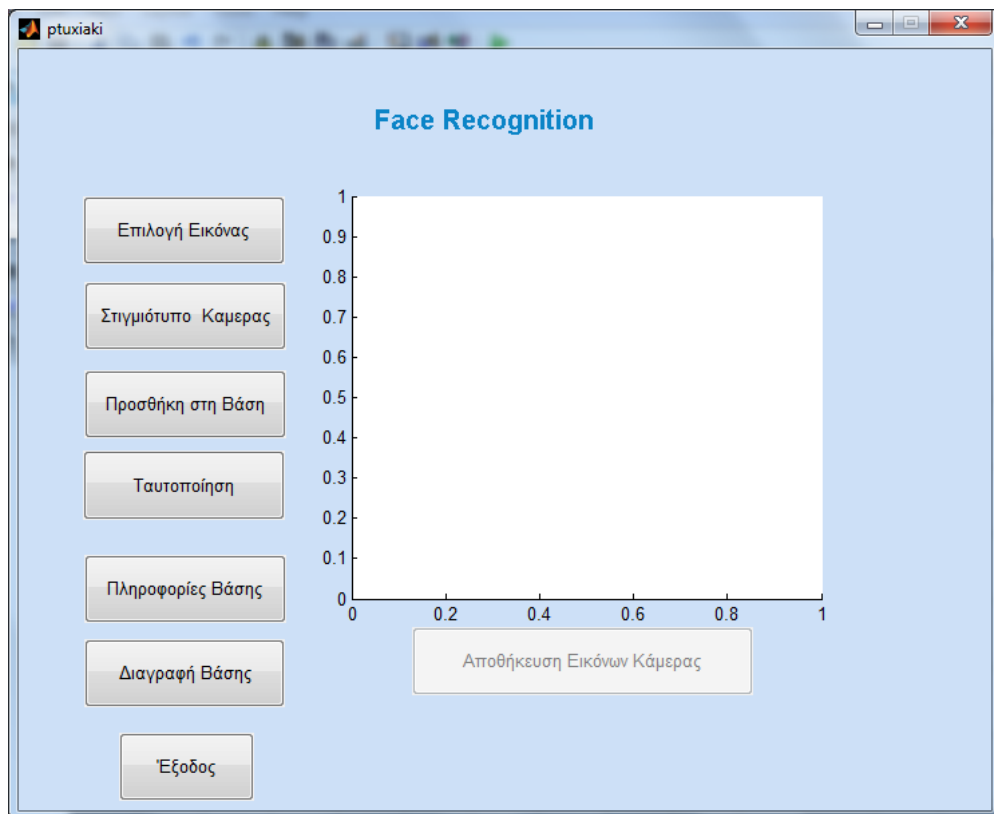 ptuxiaki
Face Recognition
Επιλογή Εικόνας
Στιγμιότυπο  Καμερας
Προσθήκη στη Βάση
Ταυτοποίηση
Πληροφορίες Βάσης
Διαγραφή Βάσης
Έξοδος
1
0.9
0.8
0.7
0.6
0.5
0.4
0.3
0.2
0.1
0
0 0.2 0.4 0.6 0.8 1
Αποθήκευση Εικόνων Κάμερας